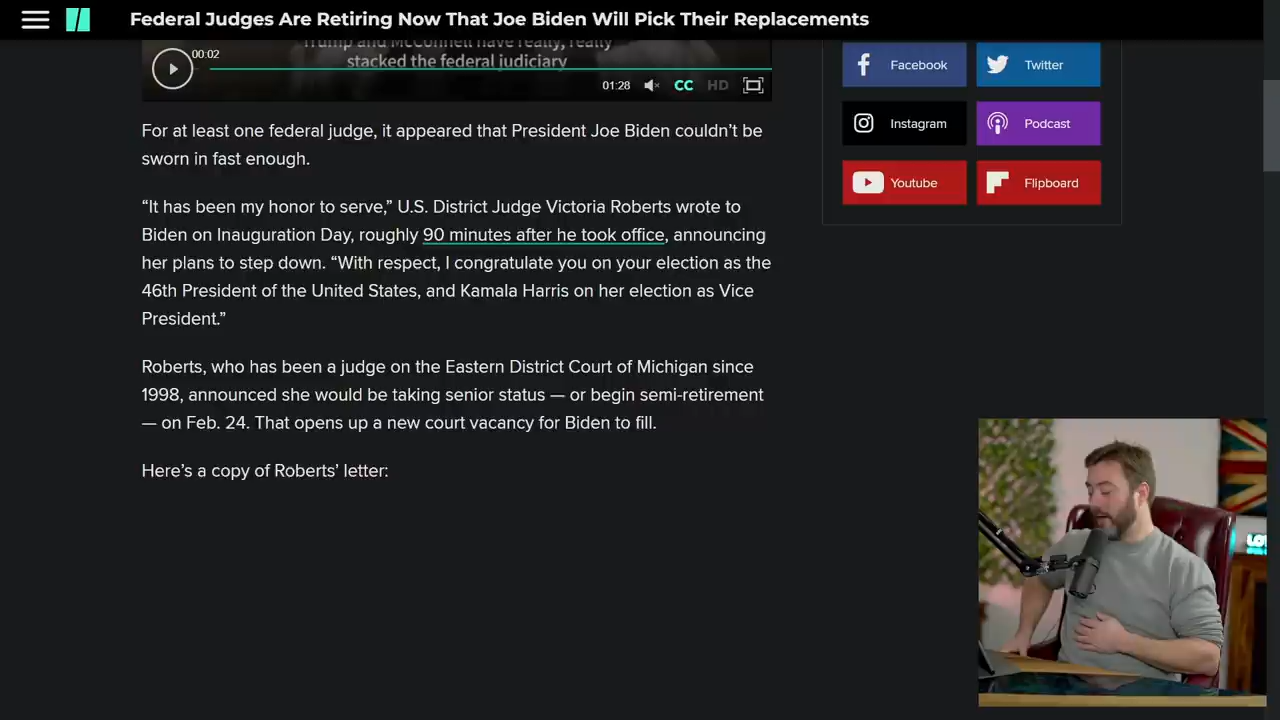 Federal Judges Are Retiring Now That Joe Biden Will Pick Their Replacements
00:02
Trump and McConnell have really, really
stacked the federal judiciary
01:28
CC
HD
For at least one federal judge, it appeared that President Joe Biden couldn’t be
sworn in fast enough.
“It has been my honor to serve,” U.S. District Judge Victoria Roberts wrote to
Biden on Inauguration Day, roughly 90 minutes after he took office, announcing
her plans to step down. “With respect, I congratulate you on your election as the
46th President of the United States, and Kamala Harris on her election as Vice
President.”
Roberts, who has been a judge on the Eastern District Court of Michigan since
1998, announced she would be taking senior status — or begin semi-retirement
— on Feb. 24. That opens up a new court vacancy for Biden to fill.
Here’s a copy of Roberts’ letter:
Facebook
Twitter
Instagram
Podcast
Youtube
Flipboard